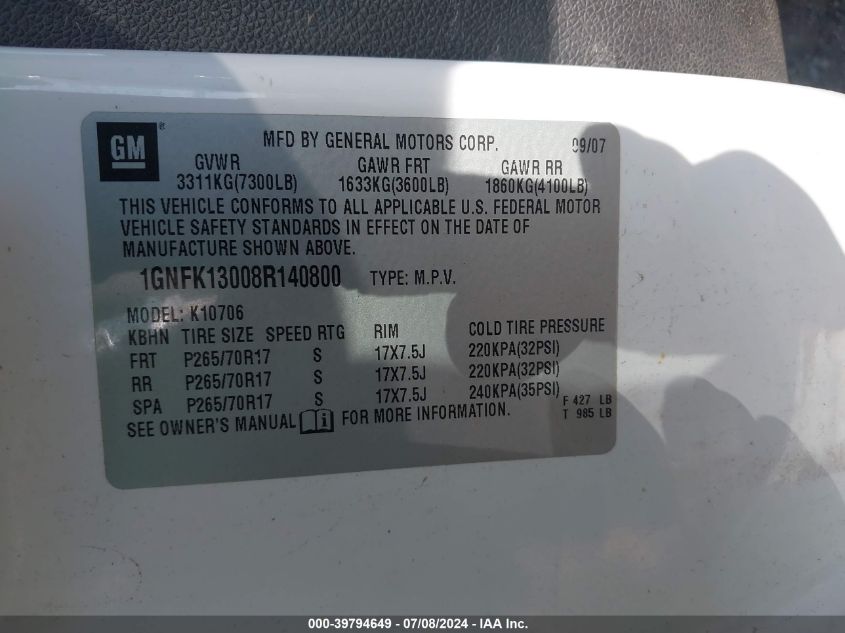 GM ®
MFD BY GENERAL MOTORS CORP. 09/07
GVWR GAWR FRT GAWR RR
3311KG(7300LB) 1633KG(3600LB) 1860KG(4100LB)
THIS VEHICLE CONFORMS TO ALL APPLICABLE U.S. FEDERAL MOTOR
VEHICLE SAFETY STANDARDS IN EFFECT ON THE DATE OF
MANUFACTURE SHOWN ABOVE.
1GNFK13008R140800 TYPE: M.P.V.
MODEL: K10706
KBHN TIRE SIZE SPEED RTG RIM COLD TIRE PRESSURE
FRT P265/70R17 S 17X7.5J 220KPA(32PSI)
RR P265/70R17 S 17X7.5J 220KPA(32PSI)
SPA P265/70R17 S 17X7.5J 240KPA(35PSI) F 427 LB
T 985 LB
SEE OWNER'S MANUAL i FOR MORE INFORMATION.
000-39794649 - 07/08/2024 - IAA Inc.